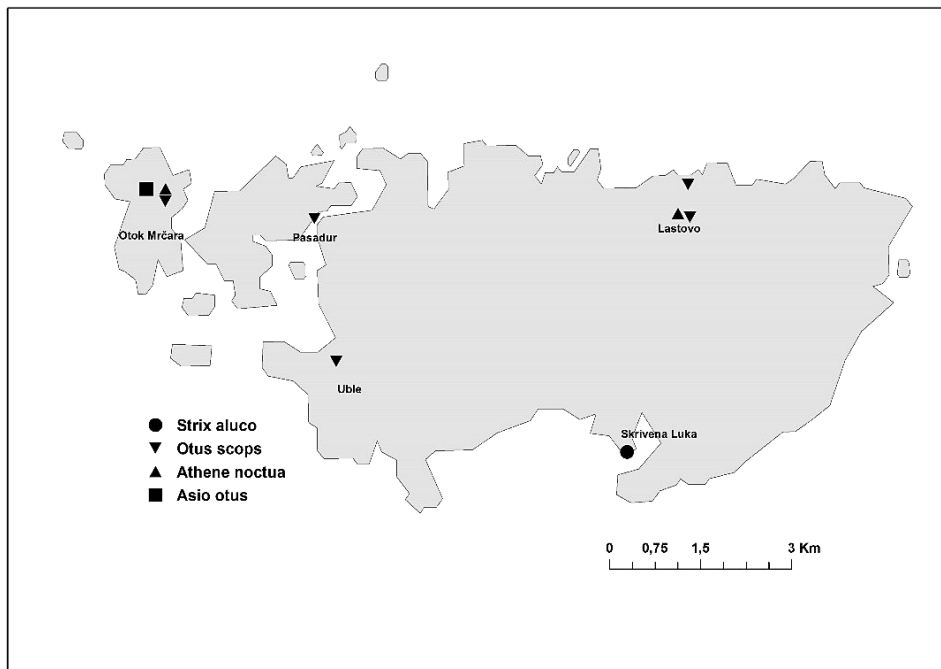 Otok Mrčara
Pasadur
Lastovo
Uble
Skrivena Luka
Strix aluco
Otus scops
Athene noctua
Asio otus
0 0,75 1,5 3 Km